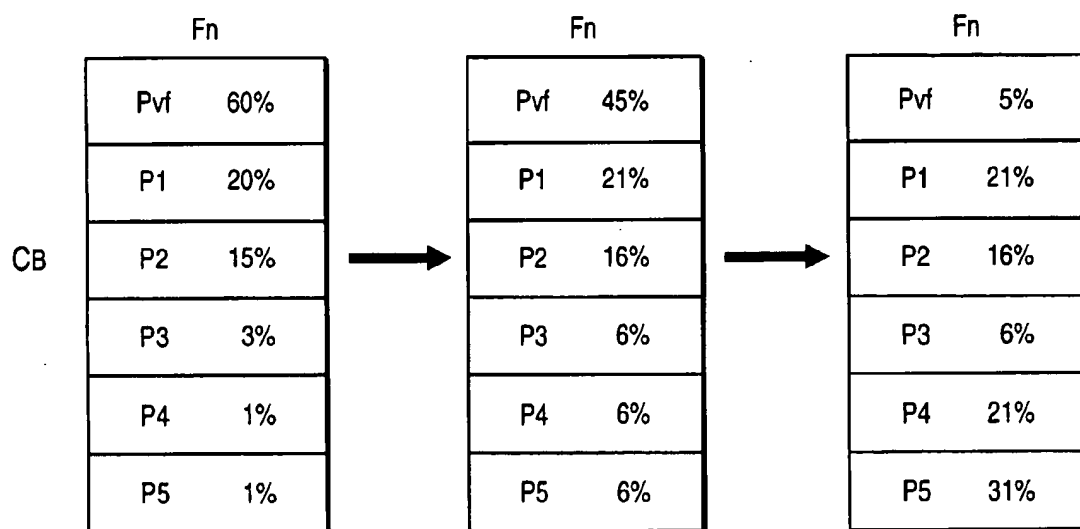 Fn Fn Fn
Pvf 60% Pvf 45% Pvf 5%
P1 20% P1 21% P1 21%
CB P2 15% P2 16% P2 16%
P3 3% P3 6% P3 6%
P4 1% P4 6% P4 21%
P5 1% P5 6% P5 31%